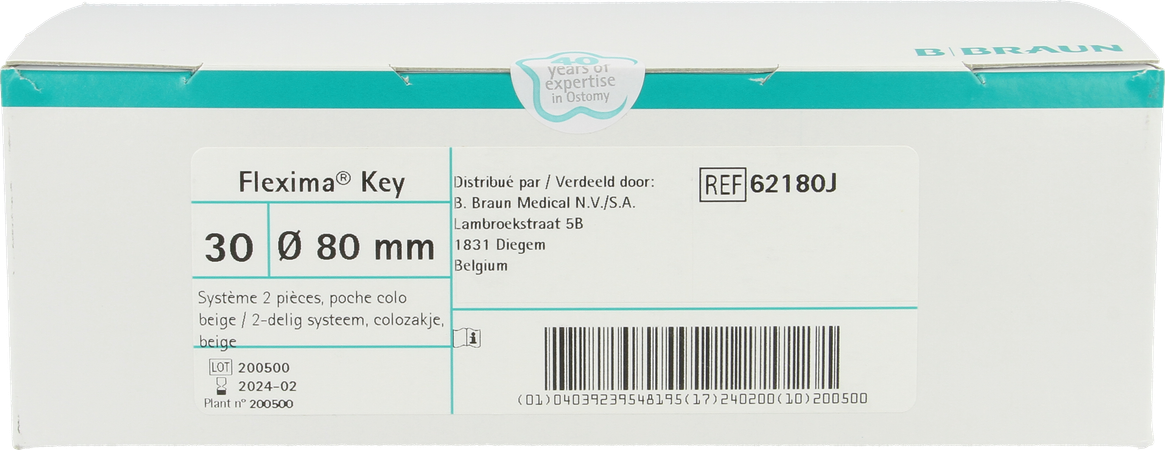 B|BRAUN
40
years of
expertise
in Ostomy
Flexima® Key
30
Ø 80 mm
Système 2 pièces, poche colo
beige / 2-delig systeem, colozakje,
beige
LOT 200500
2024-02
Plant n° 200500
Distribué par / Verdeeld door:
B. Braun Medical N.V./S.A.
Lambroekstraat 5B
1831 Diegem
Belgium
REF 62180J
(01)04039239548195(17)240200(10)200500